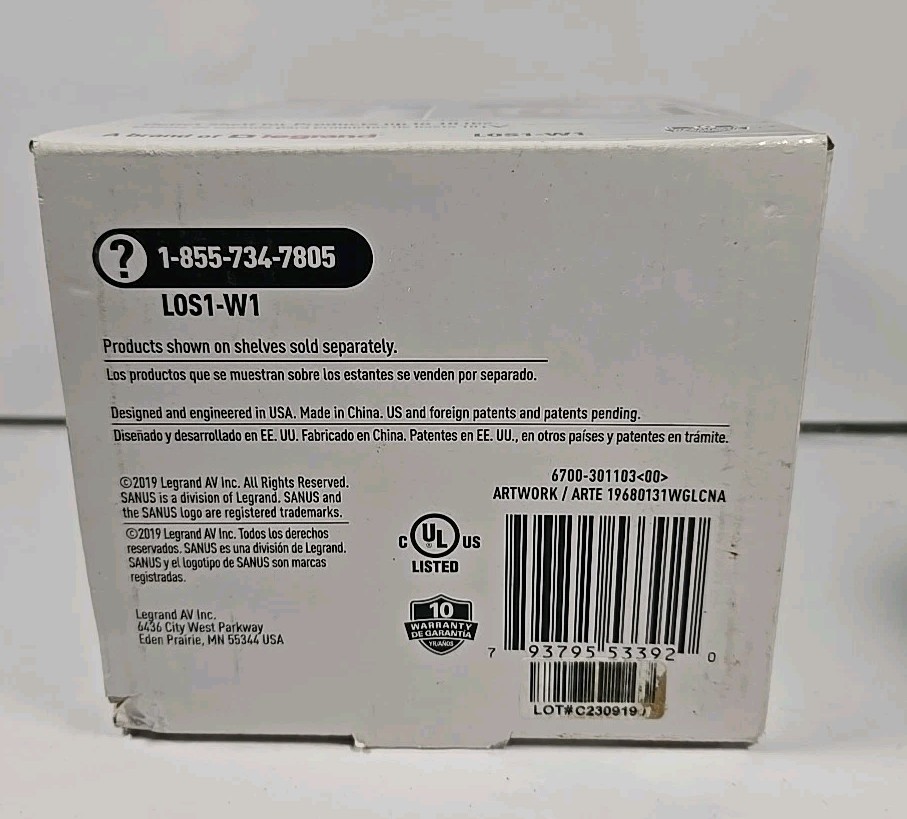 A brand of legrand
LOS1-W1
? 1-855-734-7805
LOS1-W1
Products shown on shelves sold separately.
Los productos que se muestran sobre los estantes se venden por separado.
Designed and engineered in USA. Made in China. US and foreign patents and patents pending.
Diseñado y desarrollado en EE. UU. Fabricado en China. Patentes en EE. UU., en otros países y patentes en trámite.
©2019 Legrand AV Inc. All Rights Reserved.
SANUS is a division of Legrand. SANUS and
the SANUS logo are registered trademarks.
©2019 Legrand AV Inc. Todos los derechos
reservados. SANUS es una división de Legrand.
SANUS y el logotipo de SANUS son marcas
registradas.
Legrand AV Inc.
6436 City West Parkway
Eden Prairie, MN 55344 USA
C UL US
LISTED
10
WARRANTY
DE GARANTÍA
YR/AÑOS
6700-301103<00>
ARTWORK / ARTE 19680131WGLCNA
7 93795 53392 0
LOT#C230919